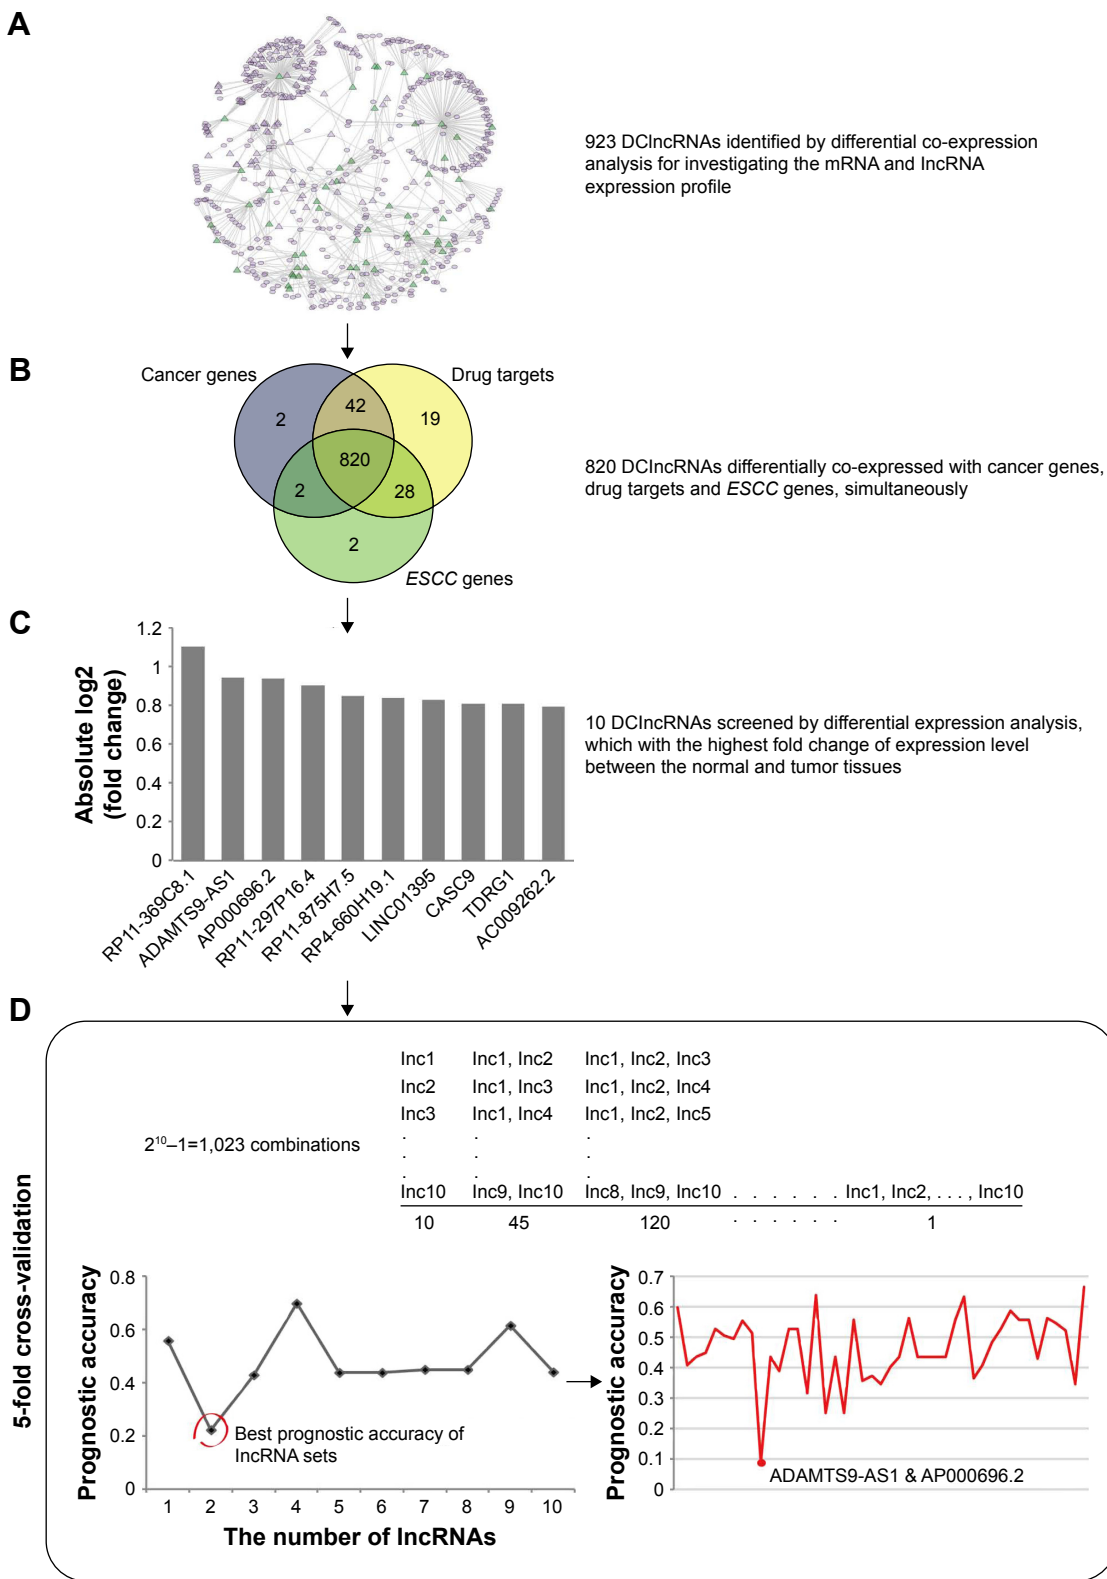 A
923 DClncRNAs identified by differential co-expression
analysis for investigating the mRNA and lncRNA
expression profile
B
Cancer genes
Drug targets
2
42
19
820
2
28
2
ESCC genes
820 DClncRNAs differentially co-expressed with cancer genes,
drug targets and ESCC genes, simultaneously
C
Absolute log2
(fold change)
1.2
1
0.8
0.6
0.4
0.2
0
RP11-369C8.1
ADAMTS9-AS1
AP000696.2
RP11-297P16.4
RP11-875H7.5
RP4-660H19.1
LINC01395
CASC9
TDRG1
AC009262.2
10 DClncRNAs screened by differential expression analysis,
which with the highest fold change of expression level
between the normal and tumor tissues
D
5-fold cross-validation
2¹⁰–1=1,023 combinations
lnc1 lnc1, lnc2 lnc1, lnc2, lnc3
lnc2 lnc1, lnc3 lnc1, lnc2, lnc4
lnc3 lnc1, lnc4 lnc1, lnc2, lnc5
. . .
. . .
. . .
lnc10 lnc9, lnc10 lnc8, lnc9, lnc10 . . . . . . lnc1, lnc2, . . . , lnc10
10 45 120 . . . . . . 1
Prognostic accuracy
0.8
0.6
0.4
0.2
0
1 2 3 4 5 6 7 8 9 10
The number of lncRNAs
Best prognostic accuracy of
lncRNA sets
Prognostic accuracy
0.7
0.6
0.5
0.4
0.3
0.2
0.1
0
ADAMTS9-AS1 & AP000696.2